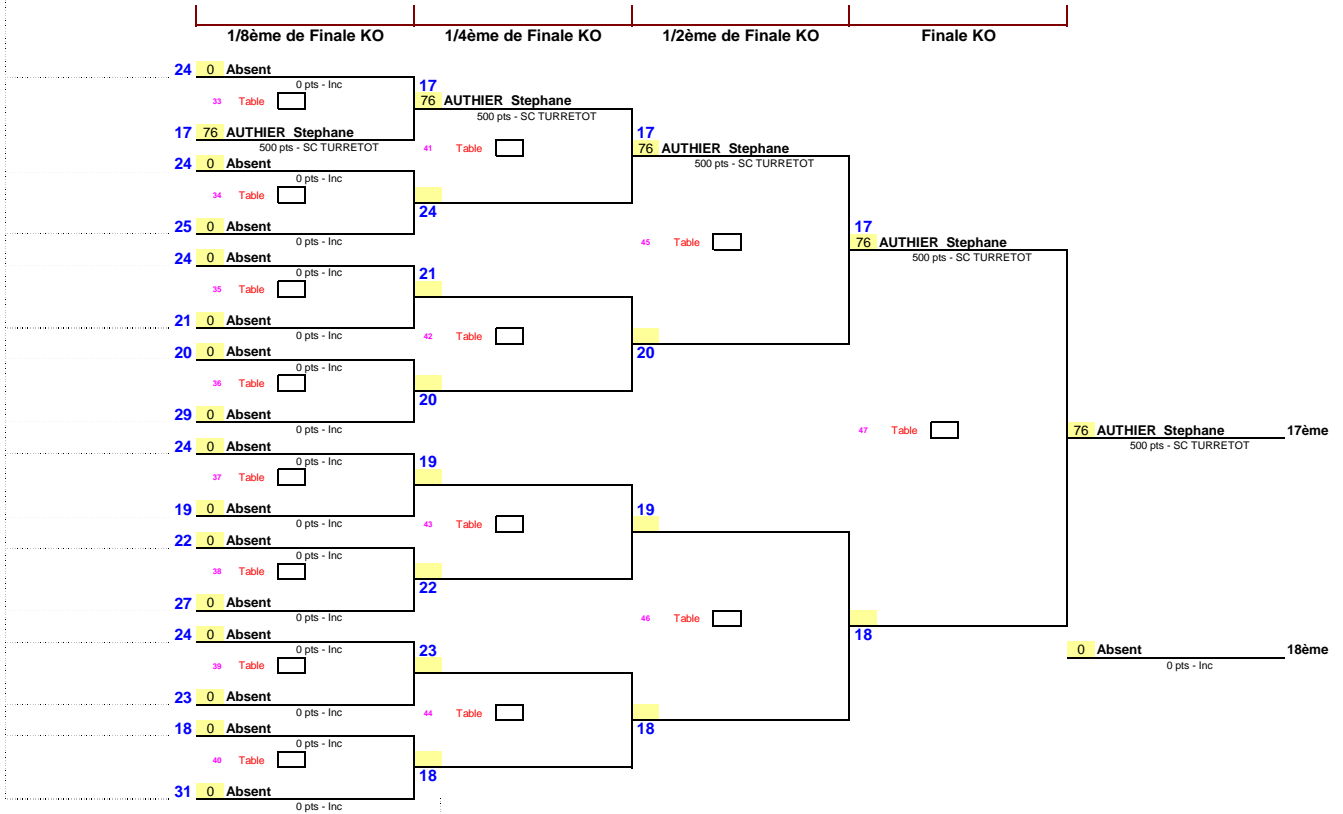 1/8ème de Finale KO 1/4ème de Finale KO 1/2ème de Finale KO Finale KO
24 0 Absent
0 pts - Inc
17
33 Table
76 AUTHIER Stephane
500 pts - SC TURRETOT
17 76 AUTHIER Stephane
17
500 pts - SC TURRETOT
41 Table
76 AUTHIER Stephane
24 0 Absent
500 pts - SC TURRETOT
0 pts - Inc
34 Table
24
25 0 Absent
17
0 pts - Inc
45 Table
76 AUTHIER Stephane
24 0 Absent
500 pts - SC TURRETOT
0 pts - Inc
21
35 Table
21 0 Absent
0 pts - Inc
42 Table
20 0 Absent
20
0 pts - Inc
36 Table
20
29 0 Absent
0 pts - Inc
47 Table
76 AUTHIER Stephane 17ème
24 0 Absent
500 pts - SC TURRETOT
0 pts - Inc
19
37 Table
19 0 Absent
19
0 pts - Inc
43 Table
22 0 Absent
0 pts - Inc
38 Table
22
27 0 Absent
0 pts - Inc
46 Table
24 0 Absent
18
0 pts - Inc
23
0 Absent 18ème
39 Table
0 pts - Inc
23 0 Absent
0 pts - Inc
44 Table
18 0 Absent
18
0 pts - Inc
40 Table
18
31 0 Absent
0 pts - Inc